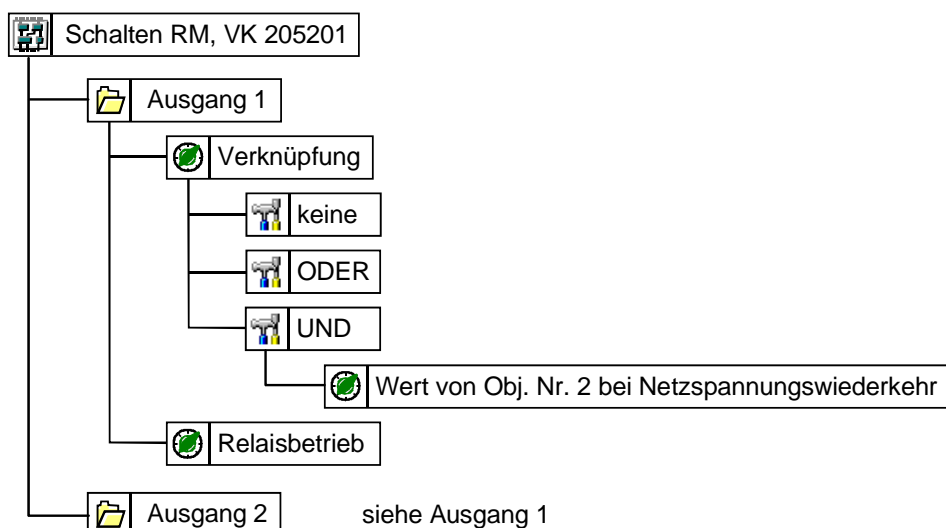 Schalten RM, VK 205201
Ausgang 1
Verknüpfung
keine
ODER
UND
Wert von Obj. Nr. 2 bei Netzspannungswiederkehr
Relaisbetrieb
Ausgang 2 siehe Ausgang 1